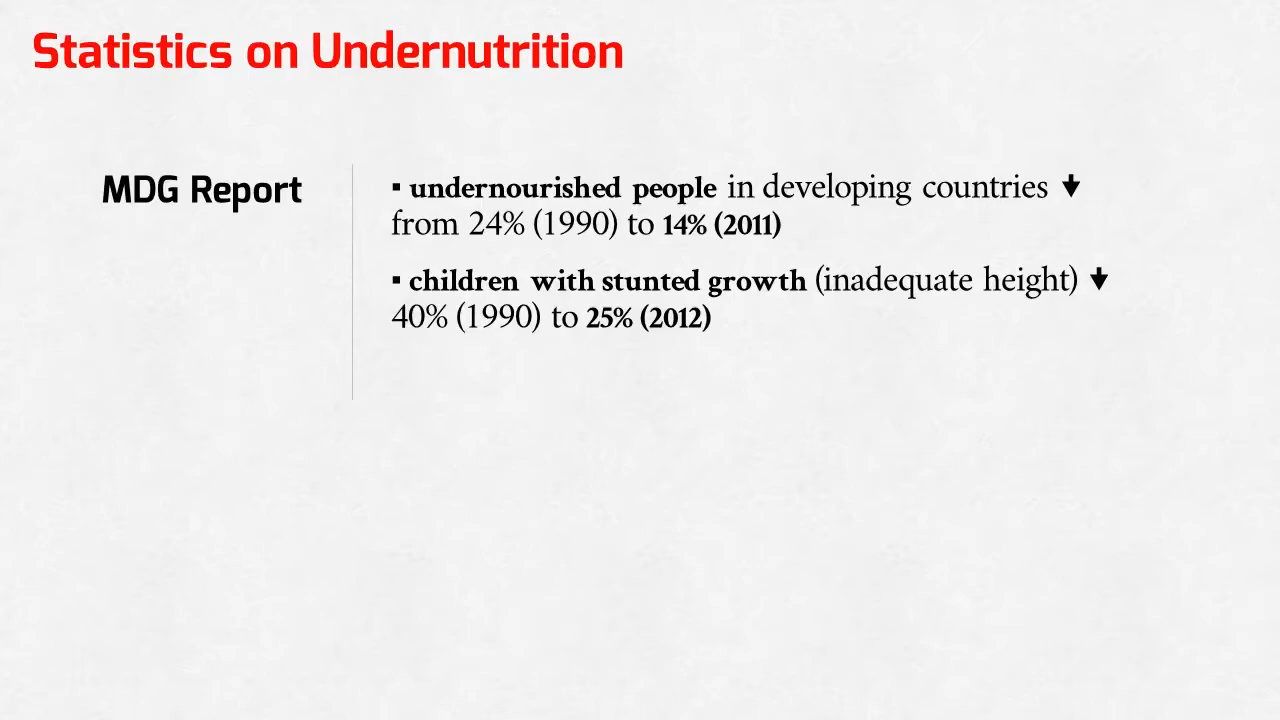 Statistics on Undernutrition
MDG Report
▪ undernourished people in developing countries 🠋
from 24% (1990) to 14% (2011)
▪ children with stunted growth (inadequate height) 🠋
40% (1990) to 25% (2012)